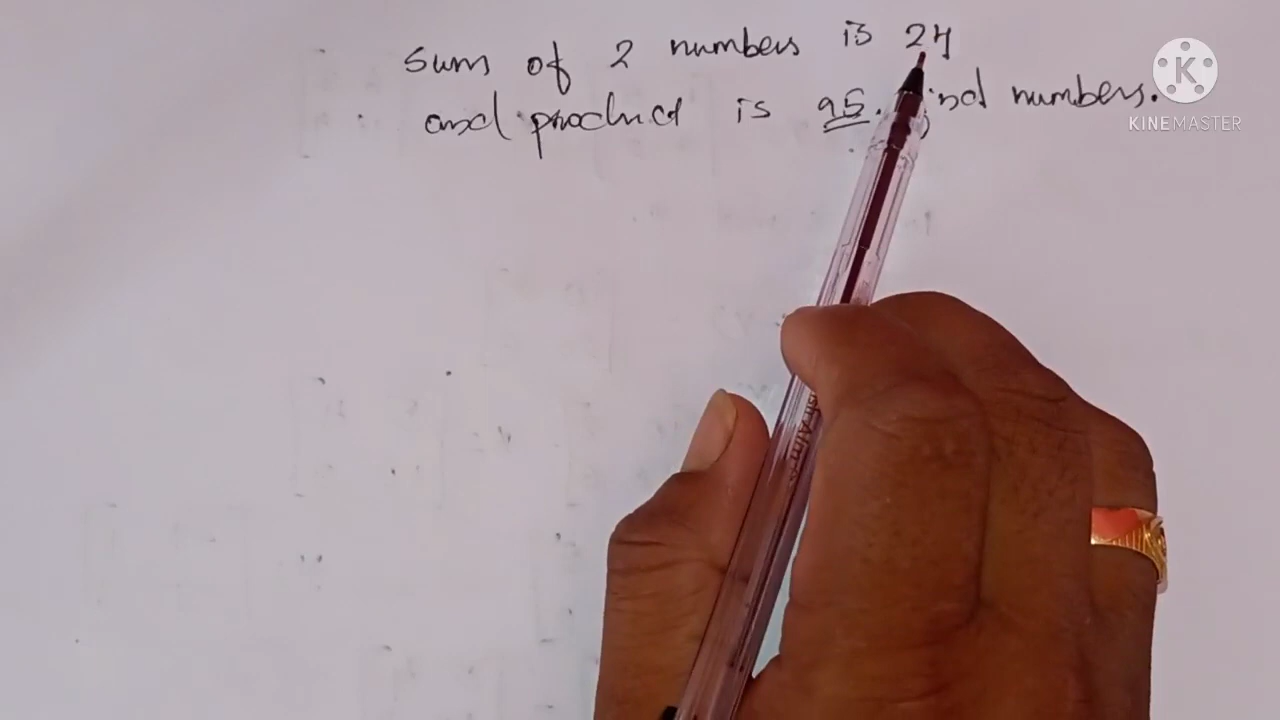 Sum of 2 numbers is 24
and product is 95. find numbers.
K
KINEMASTER